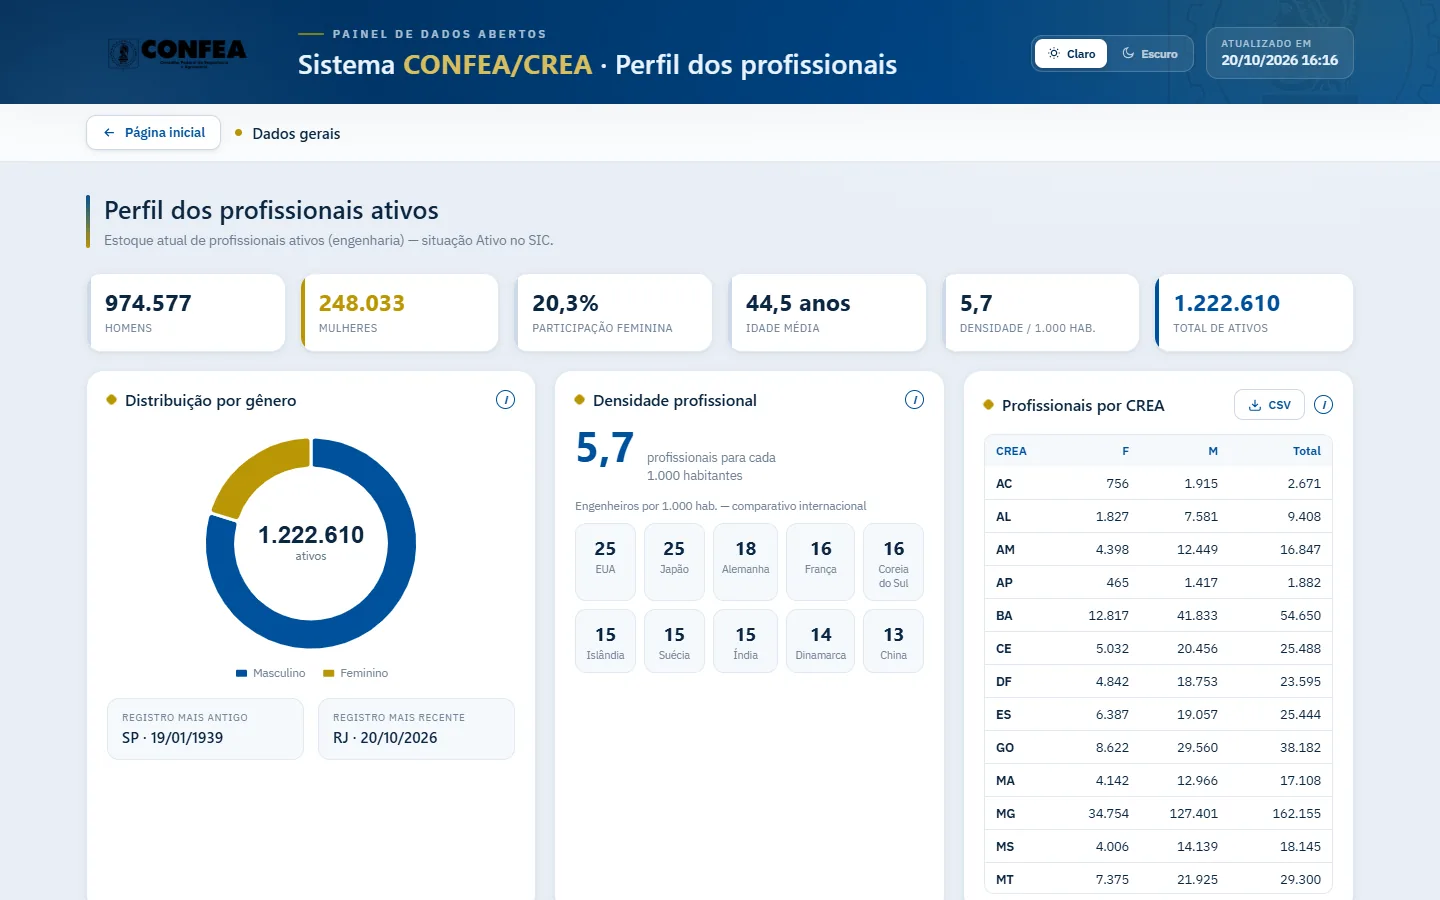 CONFEA
PAINEL DE DADOS ABERTOS
Sistema CONFEA/CREA · Perfil dos profissionais
Claro
Escuro
ATUALIZADO EM
20/10/2026 16:16
← Página inicial
Dados gerais
Perfil dos profissionais ativos
Estoque atual de profissionais ativos (engenharia) — situação Ativo no SIC.
974.577
HOMENS
248.033
MULHERES
20,3%
PARTICIPAÇÃO FEMININA
44,5 anos
IDADE MÉDIA
5,7
DENSIDADE / 1.000 HAB.
1.222.610
TOTAL DE ATIVOS
Distribuição por gênero
i
1.222.610
ativos
Masculino
Feminino
REGISTRO MAIS ANTIGO
SP · 19/01/1939
REGISTRO MAIS RECENTE
RJ · 20/10/2026
Densidade profissional
i
5,7
profissionais para cada
1.000 habitantes
Engenheiros por 1.000 hab. — comparativo internacional
25
EUA
25
Japão
18
Alemanha
16
França
16
Coreia
do Sul
15
Islândia
15
Suécia
15
Índia
14
Dinamarca
13
China
Profissionais por CREA
CSV
i
CREA F M Total
AC 756 1.915 2.671
AL 1.827 7.581 9.408
AM 4.398 12.449 16.847
AP 465 1.417 1.882
BA 12.817 41.833 54.650
CE 5.032 20.456 25.488
DF 4.842 18.753 23.595
ES 6.387 19.057 25.444
GO 8.622 29.560 38.182
MA 4.142 12.966 17.108
MG 34.754 127.401 162.155
MS 4.006 14.139 18.145
MT 7.375 21.925 29.300